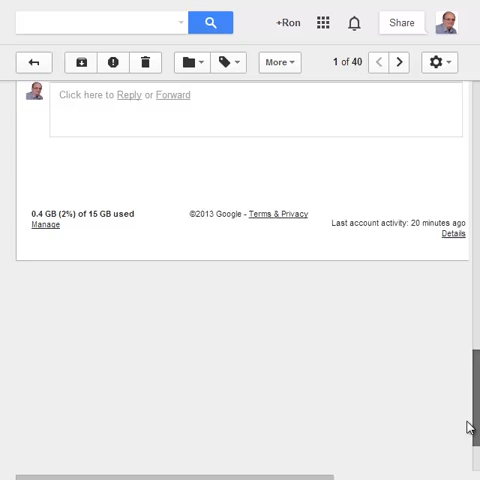 +Ron
Share
More
1 of 40
Click here to Reply or Forward
0.4 GB (2%) of 15 GB used
Manage
©2013 Google - Terms & Privacy
Last account activity: 20 minutes ago
Details